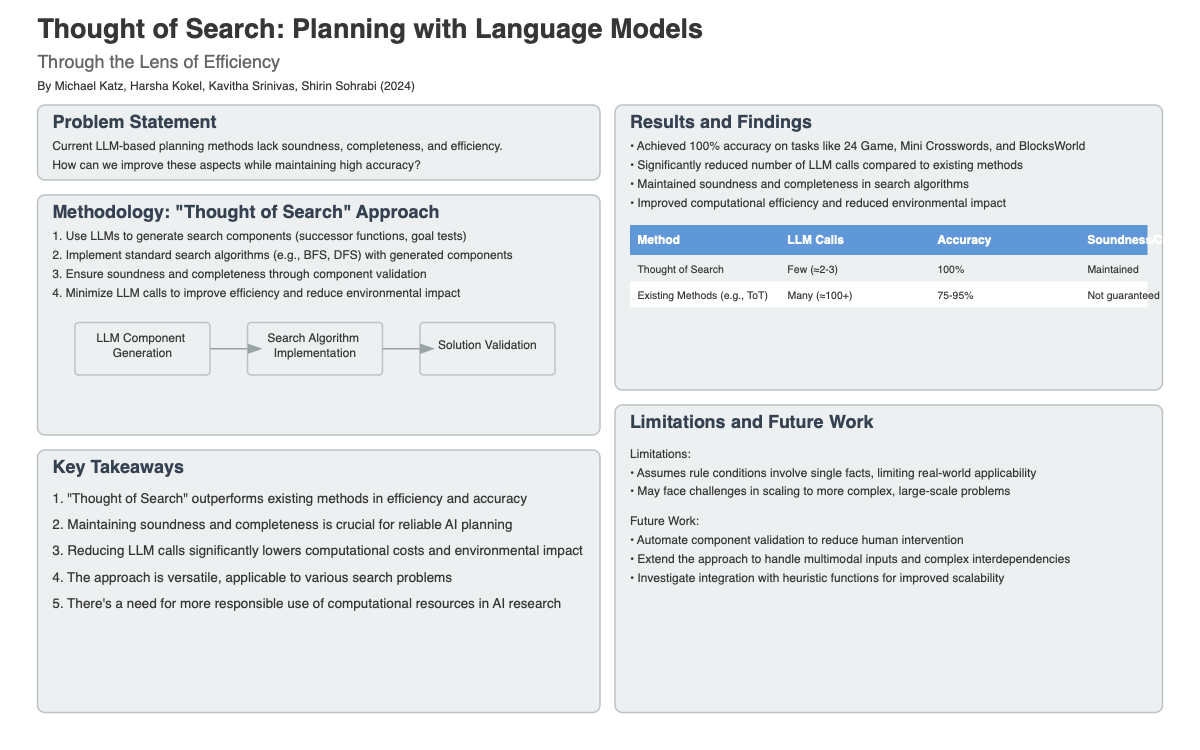 Thought of Search: Planning with Language Models
Through the Lens of Efficiency
By Michael Katz, Harsha Kokel, Kavitha Srinivas, Shirin Sohrabi (2024)
Problem Statement
Current LLM-based planning methods lack soundness, completeness, and efficiency.
How can we improve these aspects while maintaining high accuracy?
Methodology: "Thought of Search" Approach
1. Use LLMs to generate search components (successor functions, goal tests)
2. Implement standard search algorithms (e.g., BFS, DFS) with generated components
3. Ensure soundness and completeness through component validation
4. Minimize LLM calls to improve efficiency and reduce environmental impact
LLM Component
Generation
Search Algorithm
Implementation
Solution Validation
Key Takeaways
1. "Thought of Search" outperforms existing methods in efficiency and accuracy
2. Maintaining soundness and completeness is crucial for reliable AI planning
3. Reducing LLM calls significantly lowers computational costs and environmental impact
4. The approach is versatile, applicable to various search problems
5. There's a need for more responsible use of computational resources in AI research
Results and Findings
• Achieved 100% accuracy on tasks like 24 Game, Mini Crosswords, and BlocksWorld
• Significantly reduced number of LLM calls compared to existing methods
• Maintained soundness and completeness in search algorithms
• Improved computational efficiency and reduced environmental impact
Method LLM Calls Accuracy Soundness/C
Thought of Search Few (≈2-3) 100% Maintained
Existing Methods (e.g., ToT) Many (≈100+) 75-95% Not guaranteed
Limitations and Future Work
Limitations:
• Assumes rule conditions involve single facts, limiting real-world applicability
• May face challenges in scaling to more complex, large-scale problems
Future Work:
• Automate component validation to reduce human intervention
• Extend the approach to handle multimodal inputs and complex interdependencies
• Investigate integration with heuristic functions for improved scalability